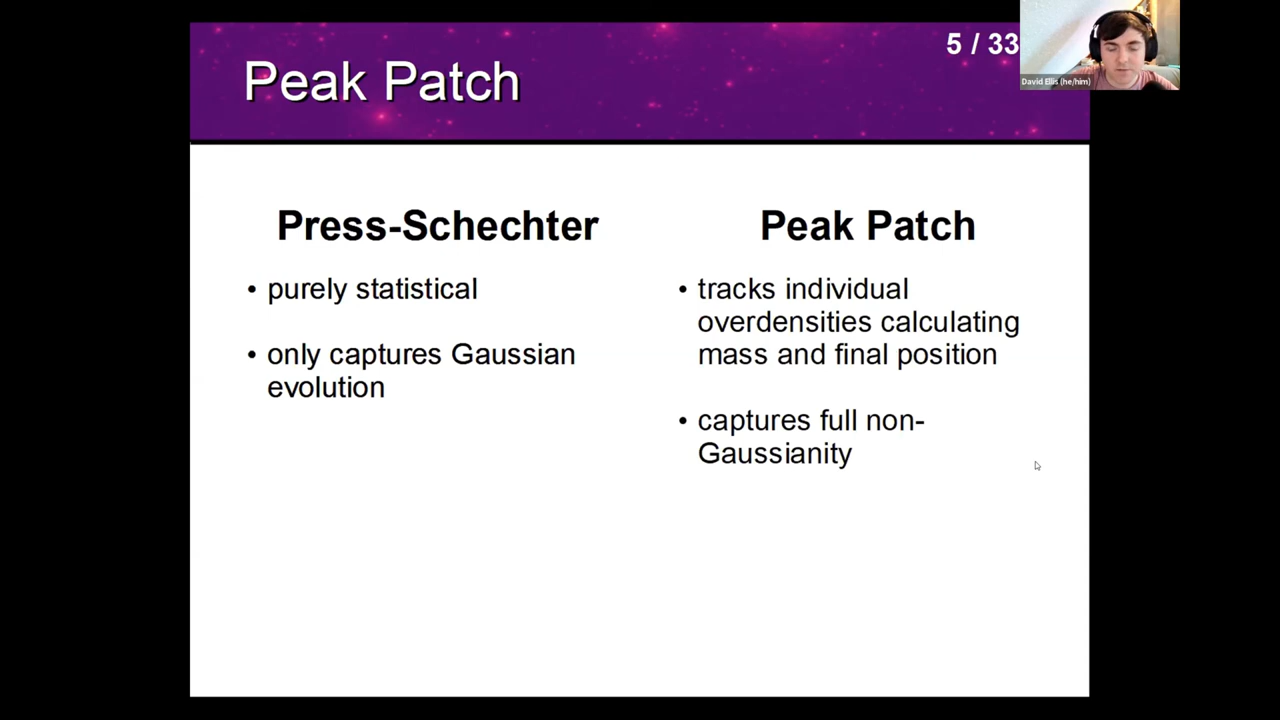 Peak Patch
5 / 33
David Ellis (he/him)
Press-Schechter
• purely statistical
• only captures Gaussian
evolution
Peak Patch
• tracks individual
overdensities calculating
mass and final position
• captures full non-
Gaussianity